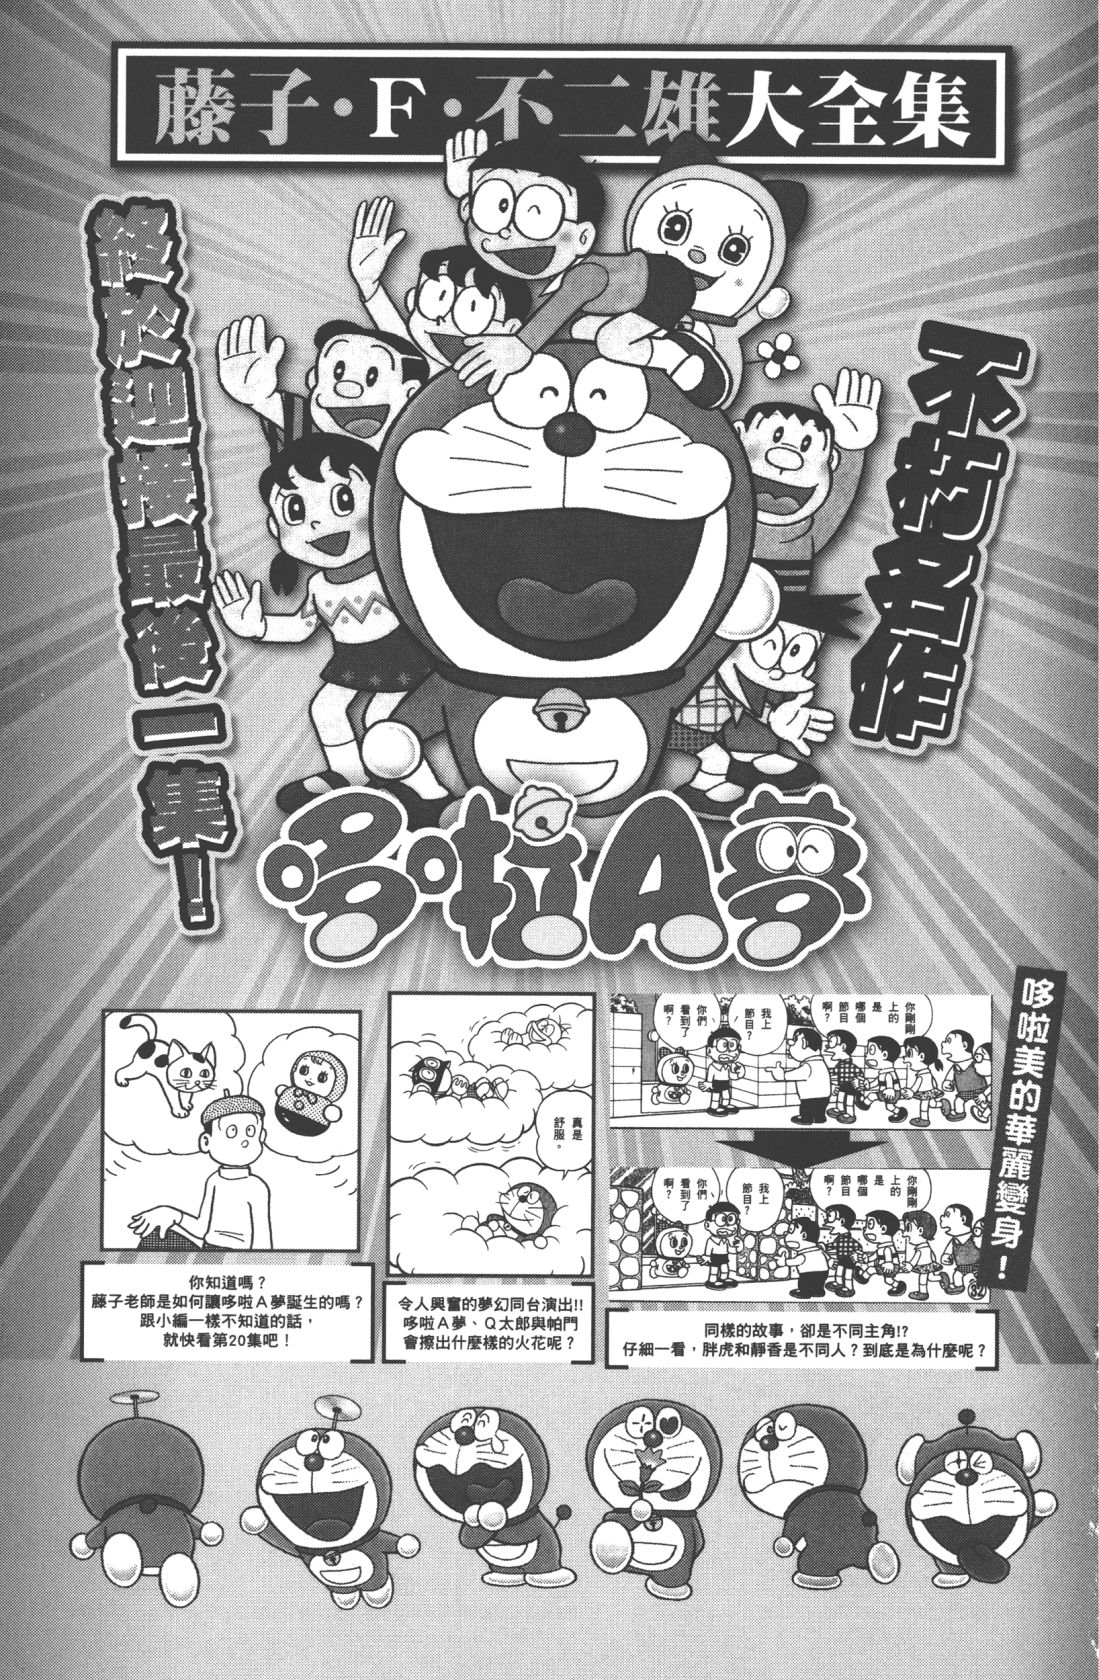 藤子・F・不二雄大全集
不朽名作
終於迎接最後一集！
哆啦A夢
哆啦美的華麗變身！
你剛剛
上的
是
哪個
節目
啊？
我上
節目？
你們
看到了
啊？
你剛剛
上的
是
哪個
節目
啊？
我上
節目？
你們
看到了
啊？
32
真是
舒服。
你知道嗎？
藤子老師是如何讓哆啦A夢誕生的嗎？
跟小編一樣不知道的話，
就快看第20集吧！
令人興奮的夢幻同台演出!!
哆啦A夢、Q太郎與帕門
會擦出什麼樣的火花呢？
同樣的故事，卻是不同主角!?
仔細一看，胖虎和靜香是不同人？到底是為什麼呢？